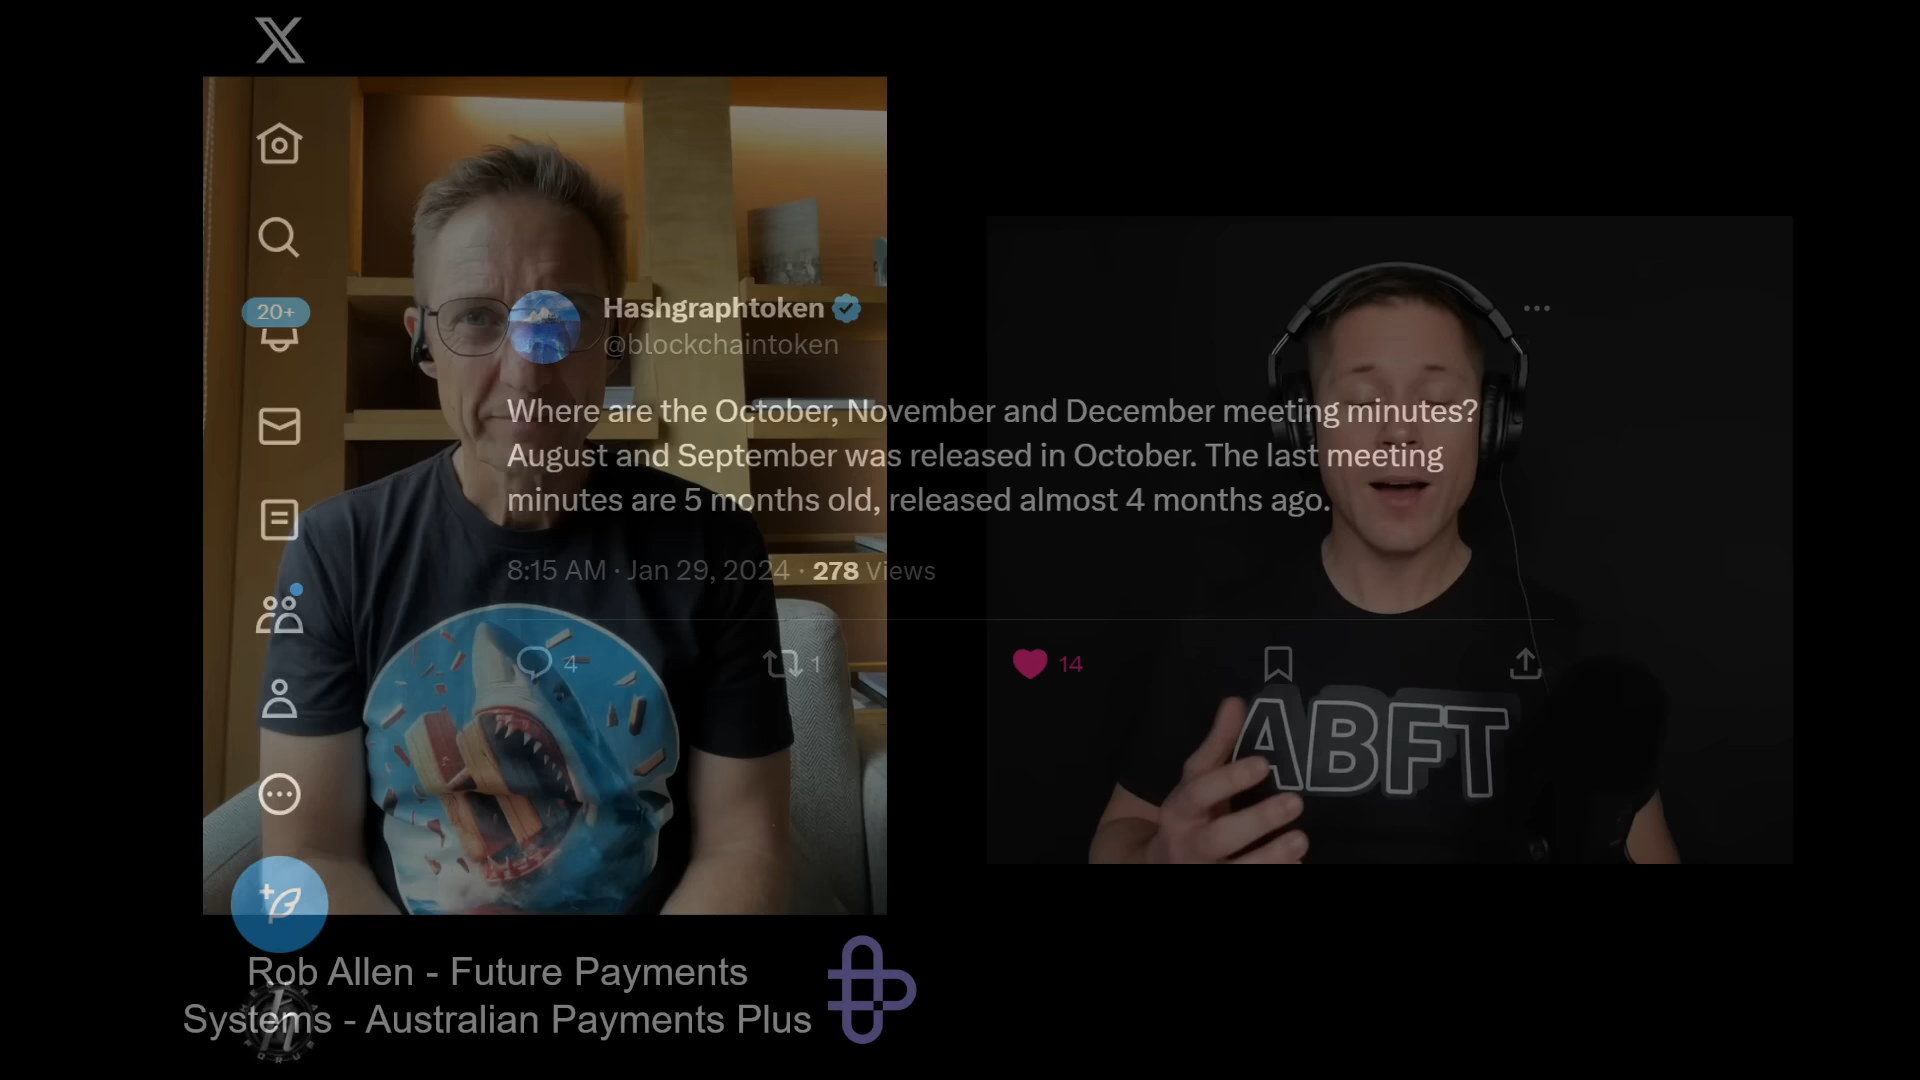 20+
Hashgraphtoken
@blockchaintoken
Where are the October, November and December meeting minutes?
August and September was released in October. The last meeting
minutes are 5 months old, released almost 4 months ago.
8:15 AM · Jan 29, 2024 · 278 Views
4
1
14
ABFT
Rob Allen - Future Payments
Systems - Australian Payments Plus